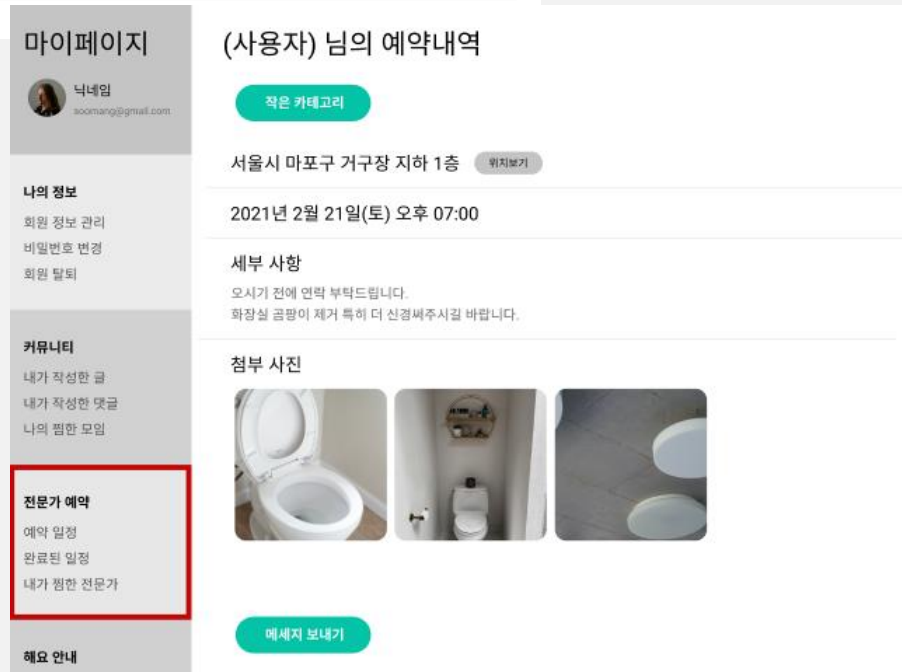 마이페이지
닉네임
soomang@gmail.com
나의 정보
회원 정보 관리
비밀번호 변경
회원 탈퇴
커뮤니티
내가 작성한 글
내가 작성한 댓글
나의 찜한 모임
전문가 예약
예약 일정
완료된 일정
내가 찜한 전문가
해요 안내
(사용자) 님의 예약내역
작은 카테고리
서울시 마포구 거구장 지하 1층 위치보기
2021년 2월 21일(토) 오후 07:00
세부 사항
오시기 전에 연락 부탁드립니다.
화장실 곰팡이 제거 특히 더 신경써주시길 바랍니다.
첨부 사진
메세지 보내기